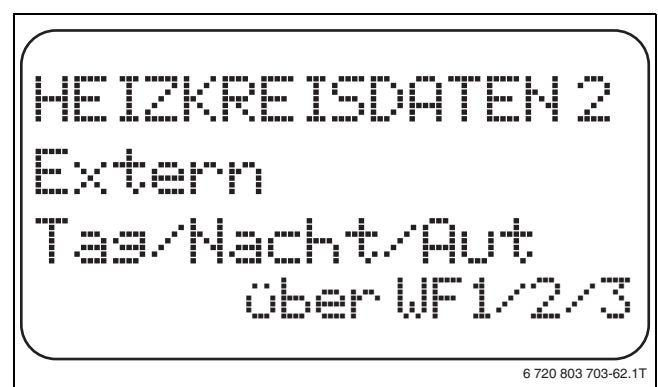 HEIZKREISDATEN 2
Extern
Tag/Nacht/Aut
über WF1/2/3
6 720 803 703-62.1T